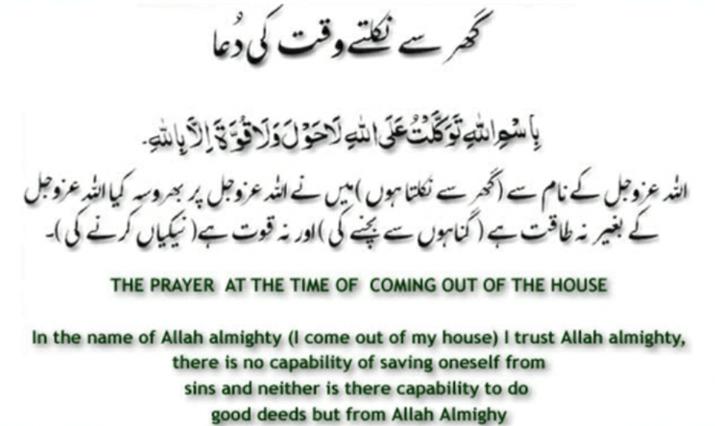 گھر سے نکلتے وقت کی دُعا
بِاسْمِ اللّٰهِ تَوَكَّلْتُ عَلَی اللّٰهِ لَا حَوْلَ وَلَا قُوَّةَ اِلَّا بِاللّٰهِ۔
اللہ عزوجل کے نام سے (گھر سے نکلتا ہوں) میں نے اللہ عزوجل پر بھروسہ کیا اللہ عزوجل
کے بغیر نہ طاقت ہے (گناہوں سے بچنے کی) اور نہ قوت ہے (نیکیاں کرنے کی)۔
THE PRAYER AT THE TIME OF COMING OUT OF THE HOUSE
In the name of Allah almighty (I come out of my house) I trust Allah almighty,
there is no capability of saving oneself from
sins and neither is there capability to do
good deeds but from Allah Almighy